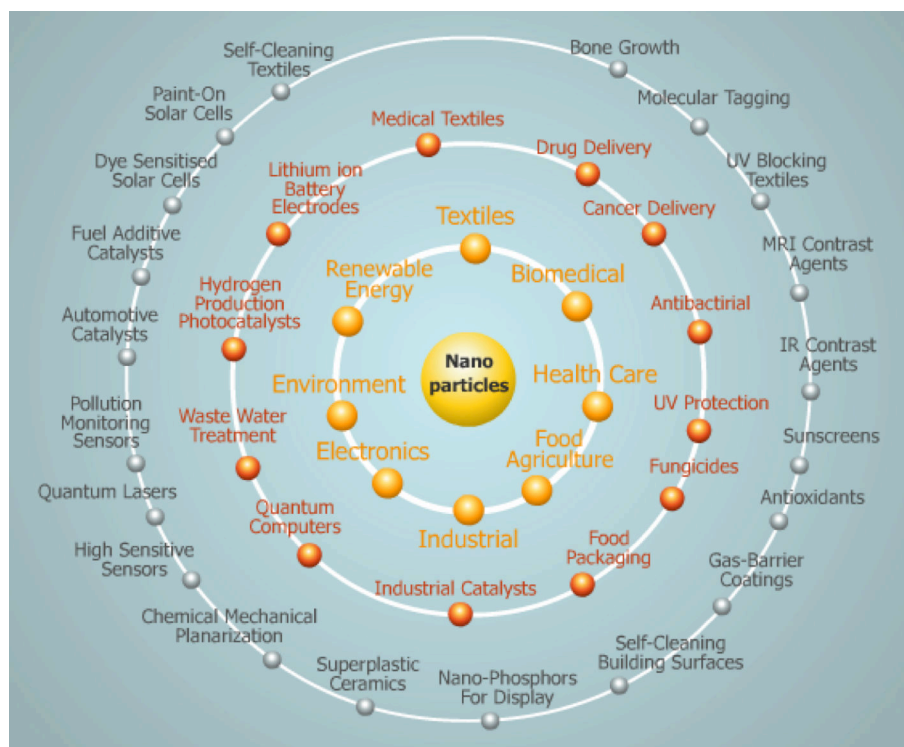 Self-Cleaning
Textiles
Bone Growth
Paint-On
Solar Cells
Molecular Tagging
Medical Textiles
Dye Sensitised
Solar Cells
Lithium ion
Battery
Electrodes
Drug Delivery
UV Blocking
Textiles
Cancer Delivery
Fuel Additive
Catalysts
Textiles
MRI Contrast
Agents
Renewable
Energy
Biomedical
Hydrogen
Production
Photocatalysts
Antibactirial
Automotive
Catalysts
Nano
particles
IR Contrast
Agents
Environment
Health Care
Pollution
Monitoring
Sensors
Waste Water
Treatment
UV Protection
Electronics
Food
Agriculture
Sunscreens
Fungicides
Quantum Lasers
Antioxidants
Quantum
Computers
Industrial
Food
Packaging
High Sensitive
Sensors
Gas-Barrier
Coatings
Industrial Catalysts
Chemical Mechanical
Planarization
Self-Cleaning
Building Surfaces
Superplastic
Ceramics
Nano-Phosphors
For Display